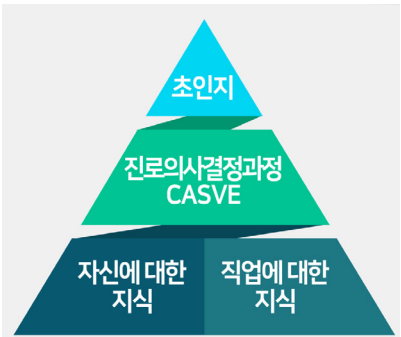 초인지
진로의사결정과정
CASVE
자신에 대한
지식
직업에 대한
지식